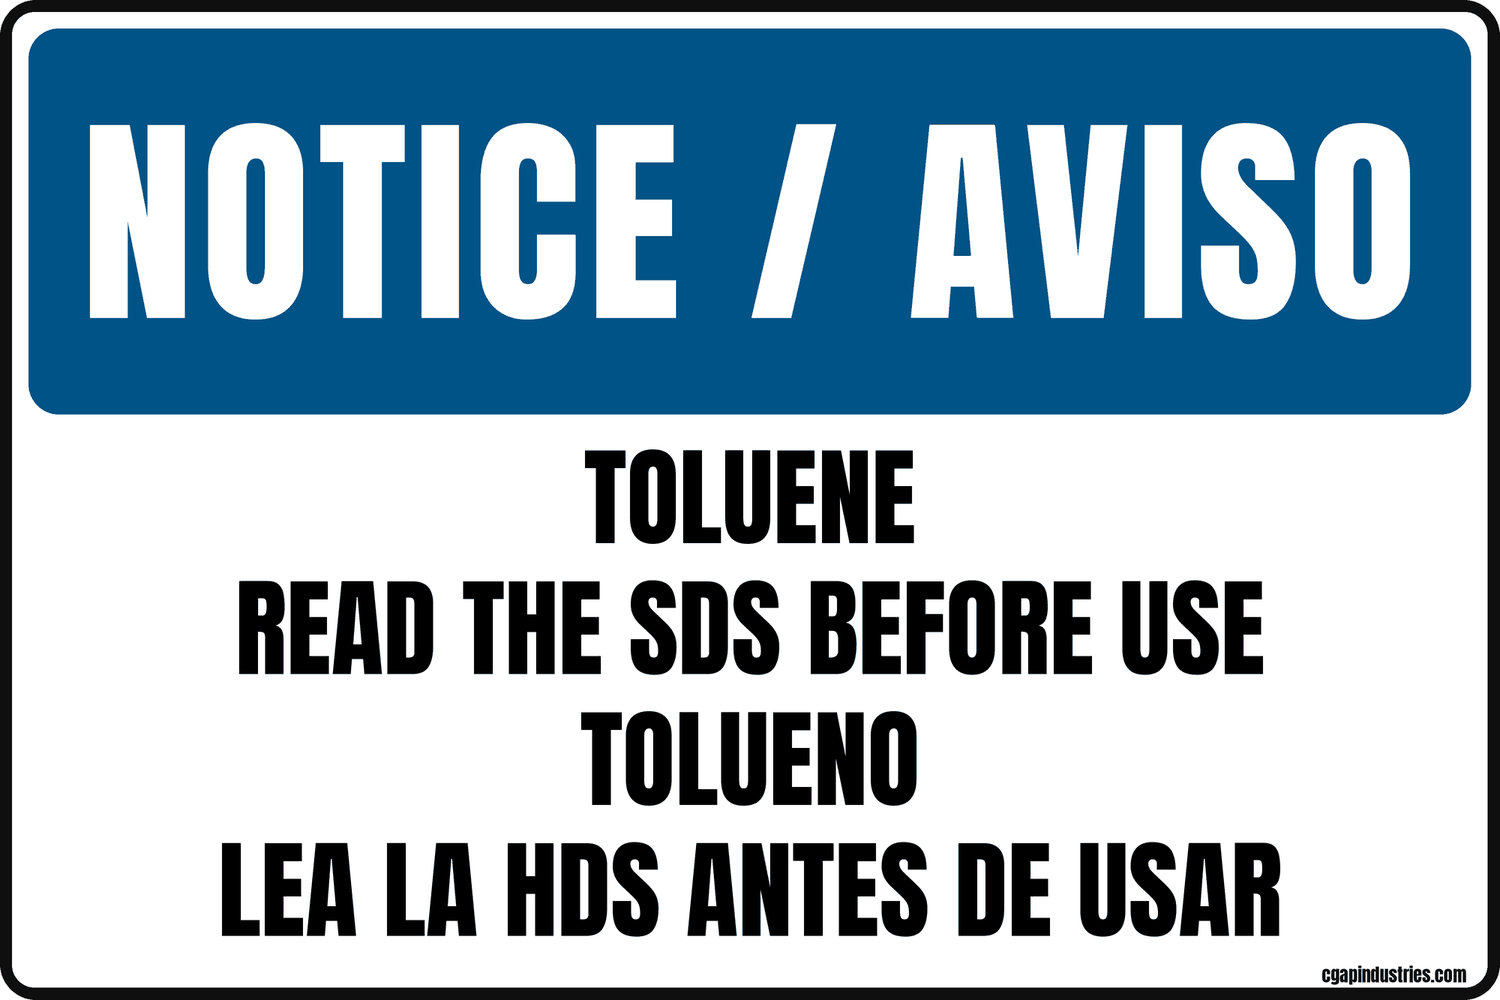 NOTICE / AVISO
TOLUENE
READ THE SDS BEFORE USE
TOLUENO
LEA LA HDS ANTES DE USAR
cgapindustries.com